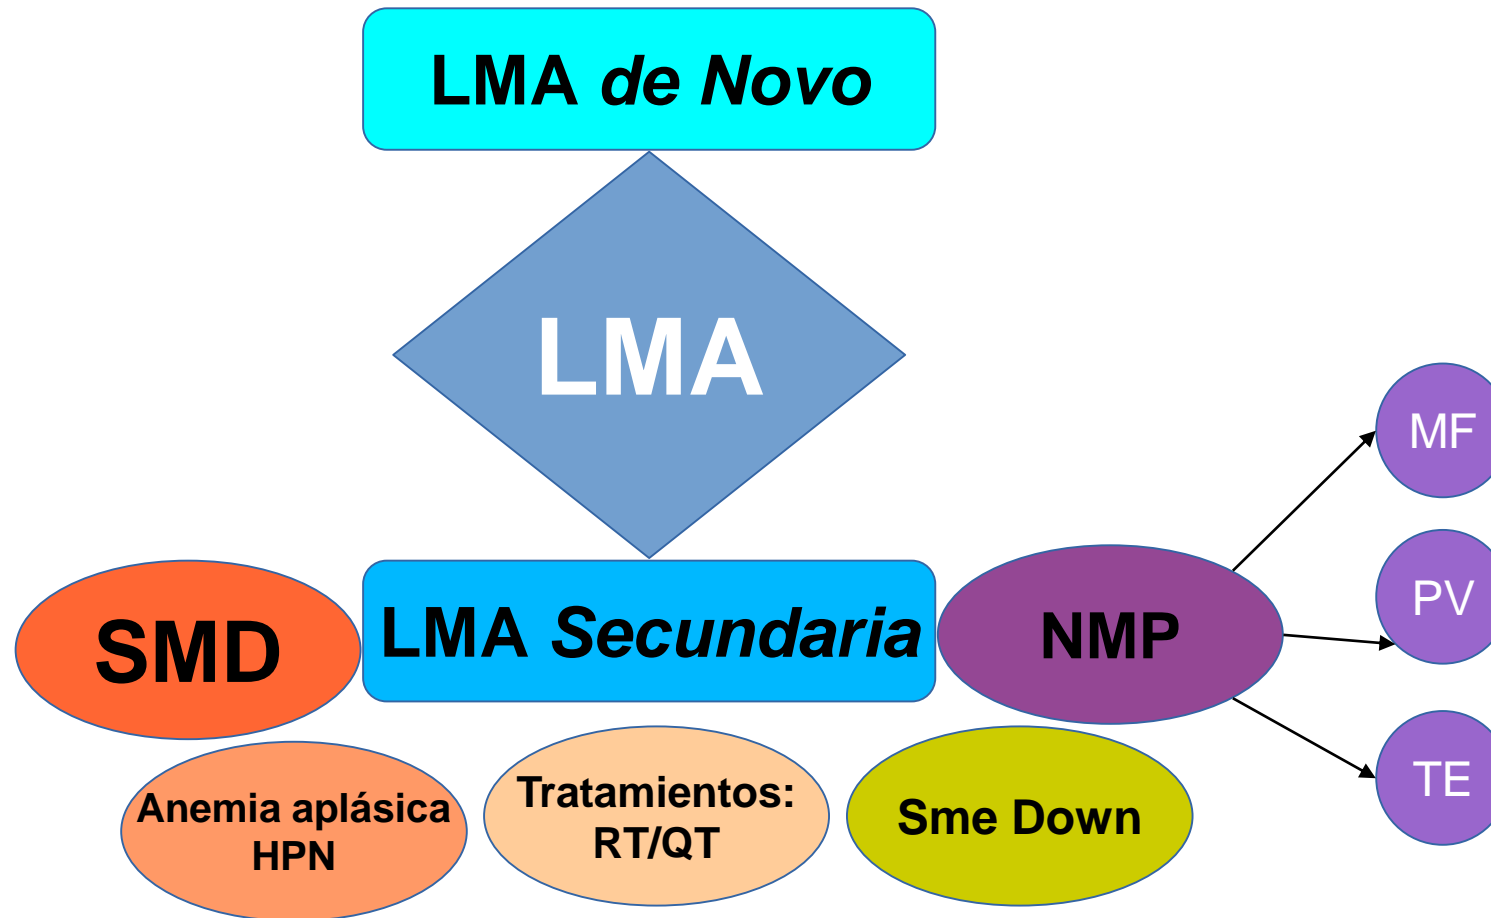 LMA de Novo
LMA
MF
PV
SMD
LMA Secundaria
NMP
TE
Anemia aplásica
HPN
Tratamientos:
RT/QT
Sme Down